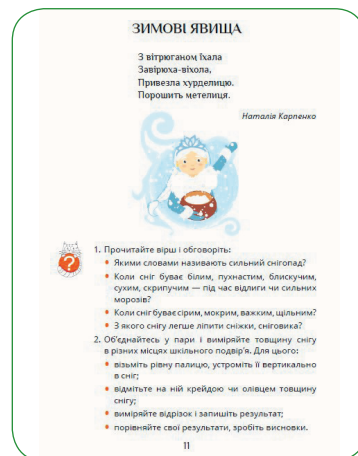 ЗИМОВІ ЯВИЩА
З вітрюганом їхала
Завірюха-віхола,
Привезла хурделицю.
Порошить метелиця.
Наталія Карпенко
?
1. Прочитайте вірш і обговоріть:
• Якими словами називають сильний снігопад?
• Коли сніг буває білим, пухнастим, блискучим,
сухим, скрипучим — під час відлиги чи сильних
морозів?
• Коли сніг буває сірим, мокрим, важким, щільним?
• З якого снігу легше ліпити сніжки, сніговика?
2. Об'єднайтесь у пари і виміряйте товщину снігу
в різних місцях шкільного подвір'я. Для цього:
• візьміть рівну палицю, устроміть її вертикально
в сніг;
• відмітьте на ній крейдою чи олівцем товщину
снігу;
• виміряйте відрізок і запишіть результат;
• порівняйте свої результати, зробіть висновки.
11